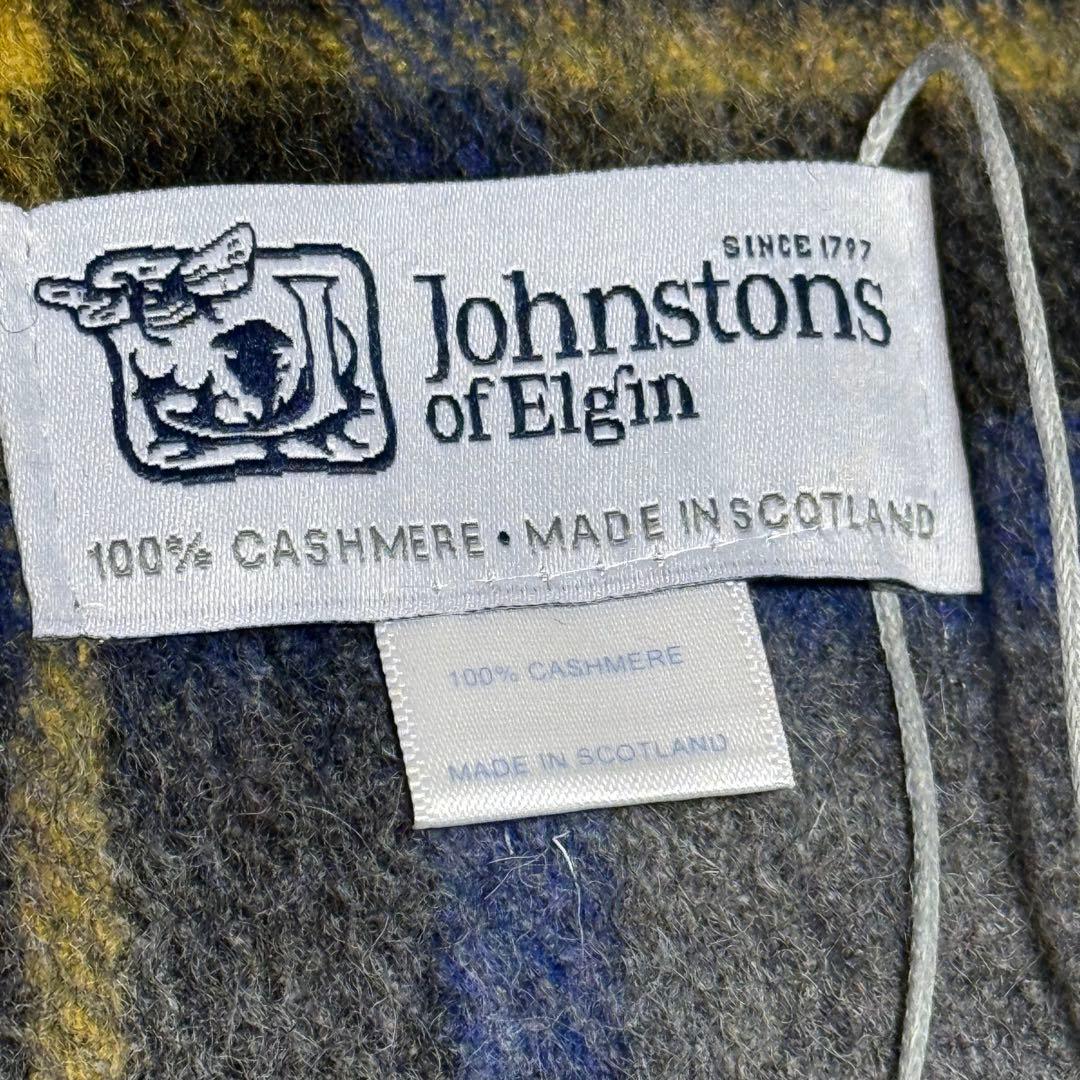 SINCE 1797
Johnstons
of Elgin
100% CASHMERE • MADE IN SCOTLAND
100% CASHMERE
MADE IN SCOTLAND